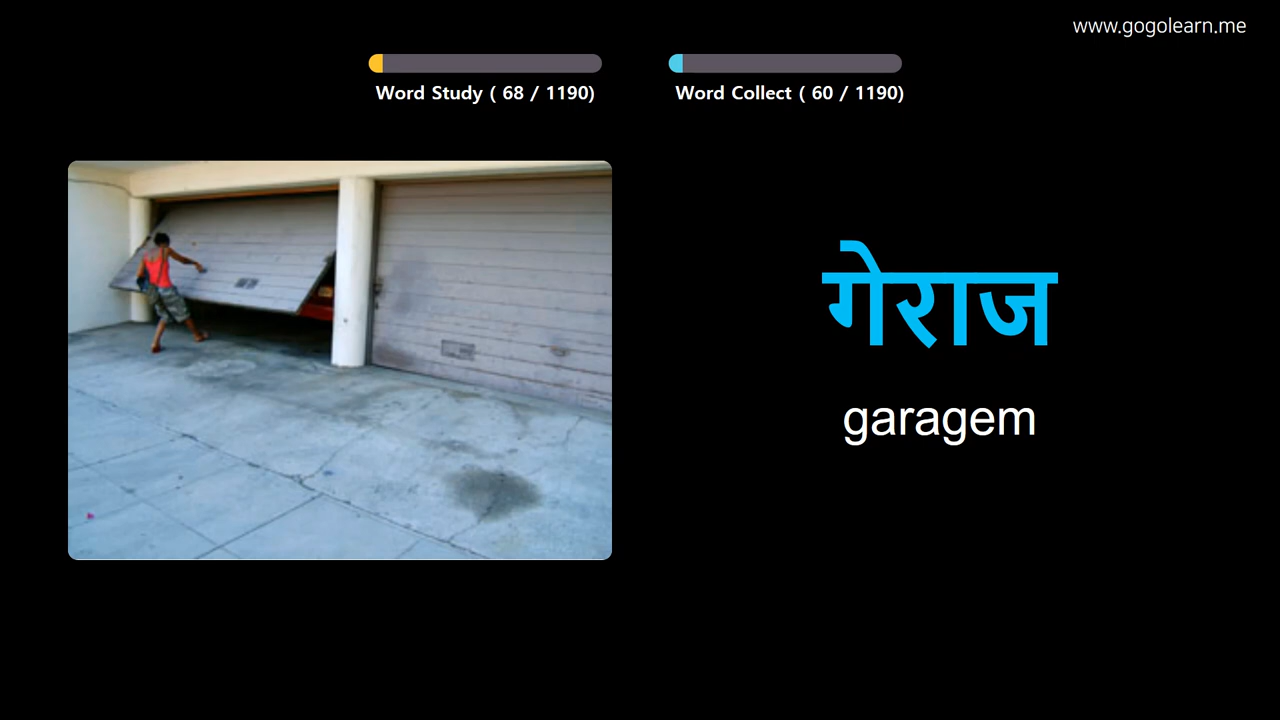 www.gogolearn.me
Word Study ( 68 / 1190)
Word Collect ( 60 / 1190)
गेराज
garagem